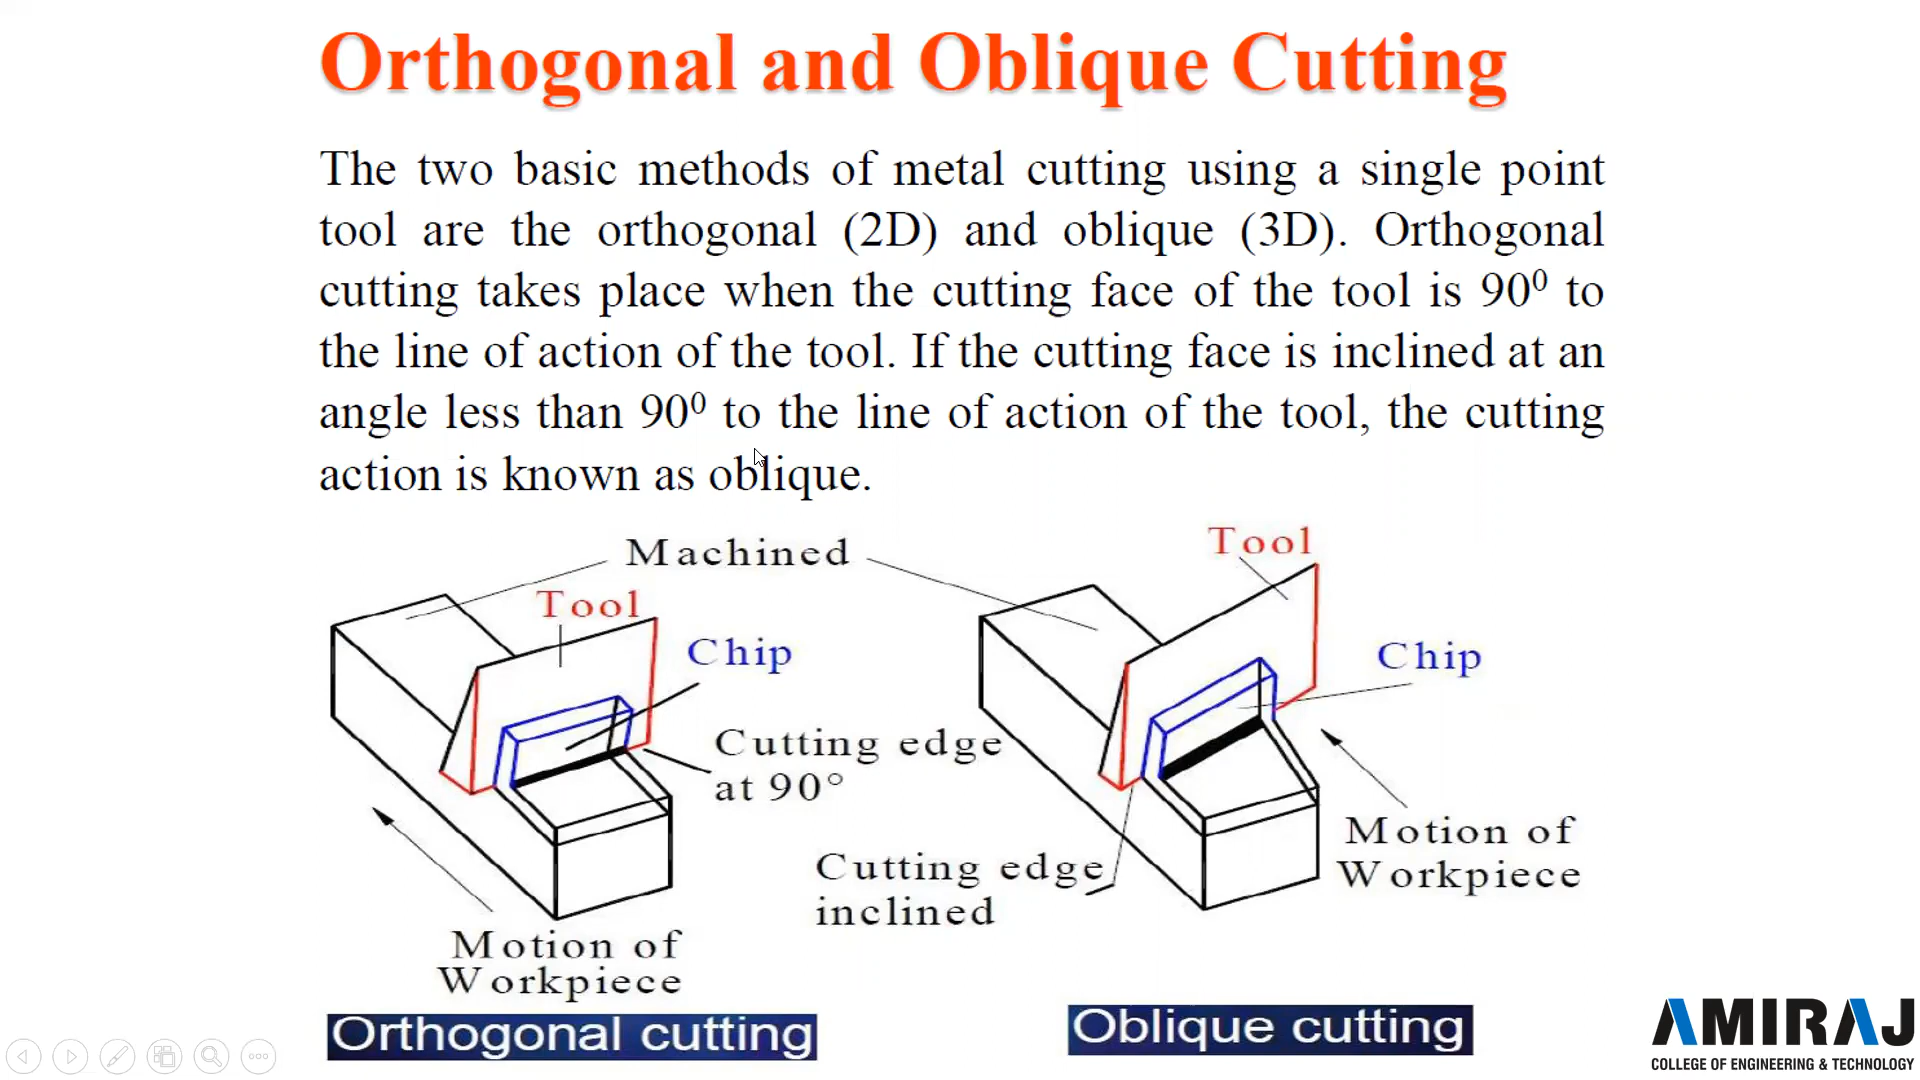 Orthogonal and Oblique Cutting
The two basic methods of metal cutting using a single point
tool are the orthogonal (2D) and oblique (3D). Orthogonal
cutting takes place when the cutting face of the tool is 90⁰ to
the line of action of the tool. If the cutting face is inclined at an
angle less than 90⁰ to the line of action of the tool, the cutting
action is known as oblique.
Machined
Tool
Chip
Cutting edge
at 90°
Motion of
Workpiece
Orthogonal cutting
Tool
Chip
Cutting edge
inclined
Motion of
Workpiece
Oblique cutting
AMIRAJ
COLLEGE OF ENGINEERING & TECHNOLOGY